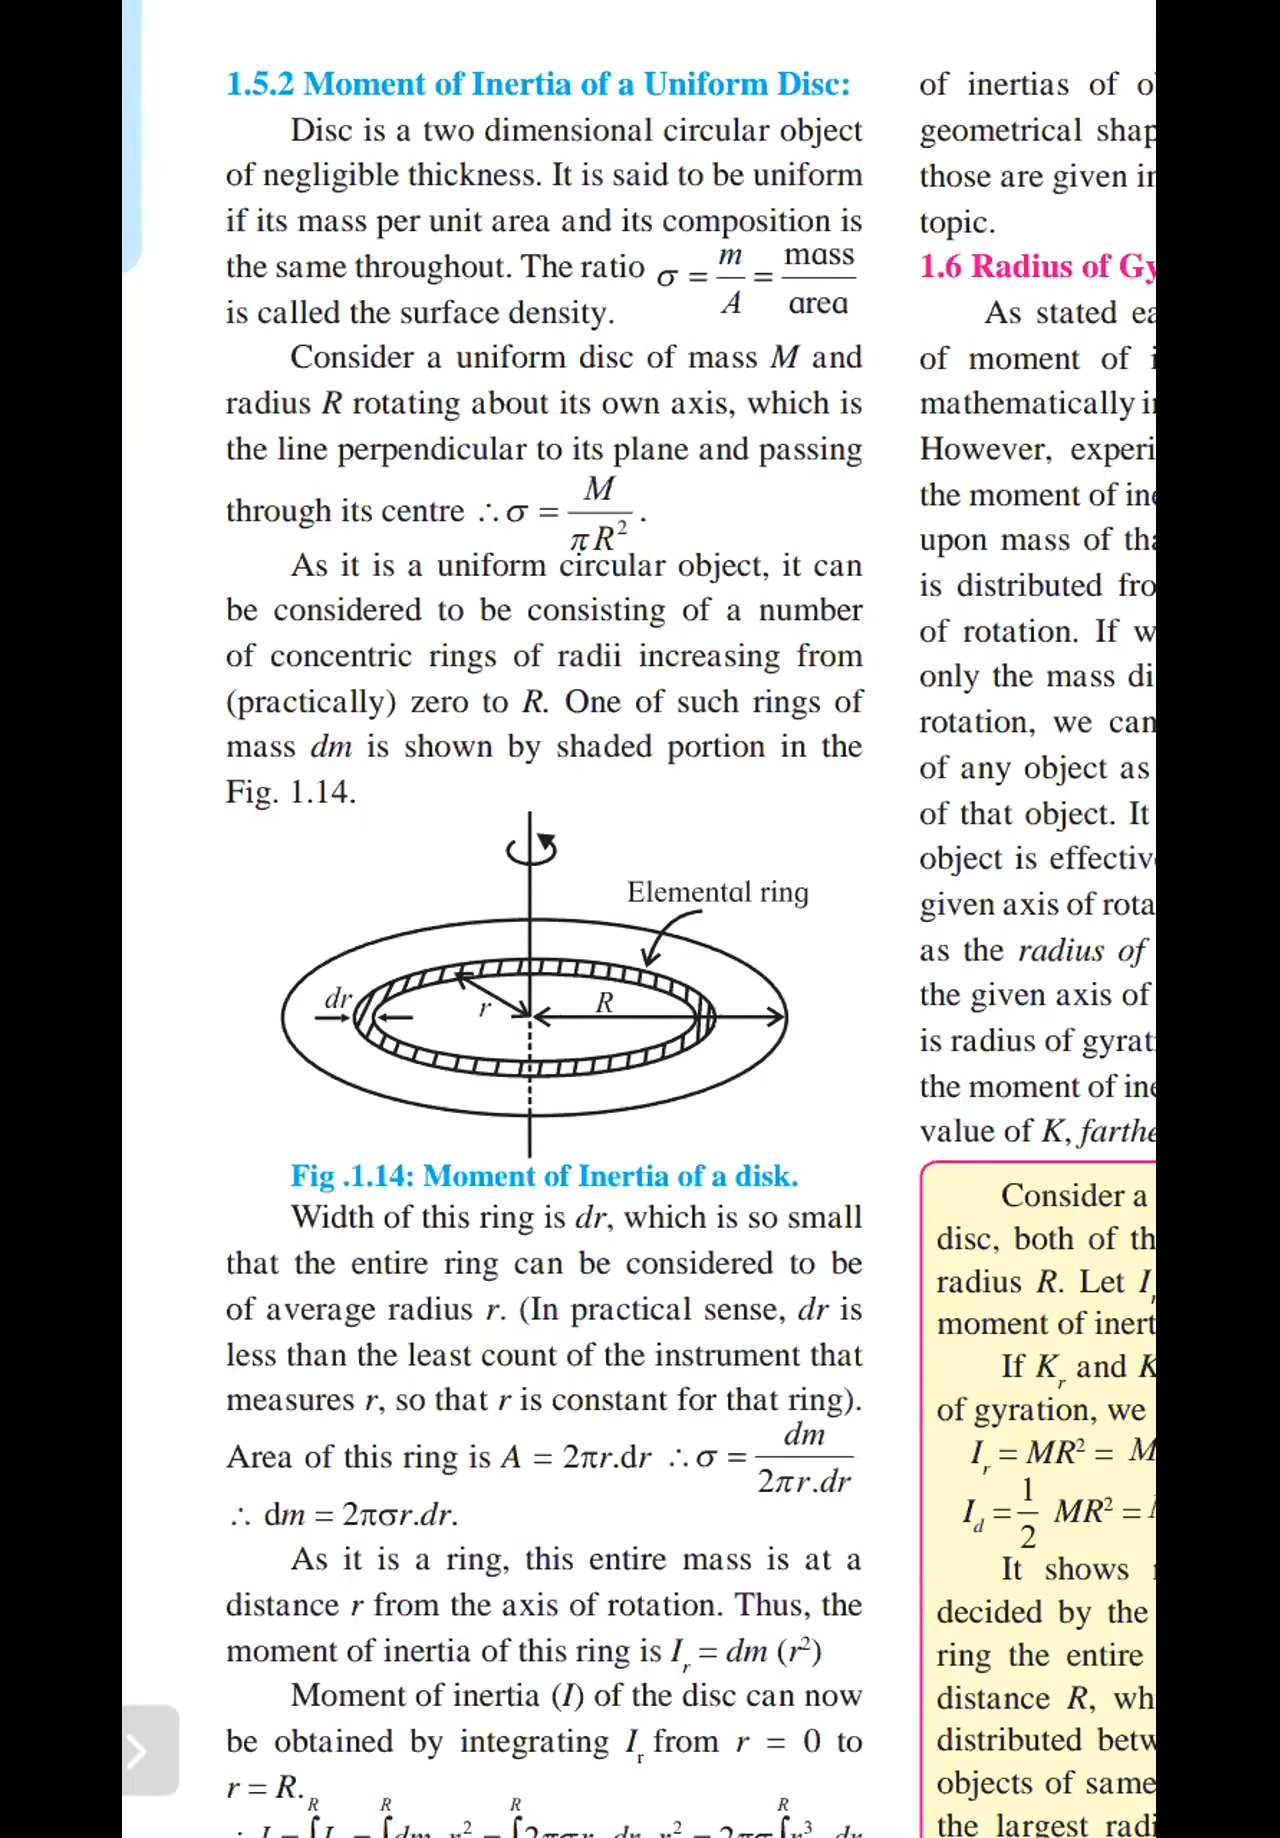 1.5.2 Moment of Inertia of a Uniform Disc:
Disc is a two dimensional circular object
of negligible thickness. It is said to be uniform
if its mass per unit area and its composition is
the same throughout. The ratio σ = m/A = mass/area
is called the surface density.
Consider a uniform disc of mass M and
radius R rotating about its own axis, which is
the line perpendicular to its plane and passing
through its centre ∴ σ = M/πR².
As it is a uniform circular object, it can
be considered to be consisting of a number
of concentric rings of radii increasing from
(practically) zero to R. One of such rings of
mass dm is shown by shaded portion in the
Fig. 1.14.
Elemental ring
dr
r
R
Fig .1.14: Moment of Inertia of a disk.
Width of this ring is dr, which is so small
that the entire ring can be considered to be
of average radius r. (In practical sense, dr is
less than the least count of the instrument that
measures r, so that r is constant for that ring).
Area of this ring is A = 2πr.dr ∴ σ = dm/2πr.dr
∴ dm = 2πσr.dr.
As it is a ring, this entire mass is at a
distance r from the axis of rotation. Thus, the
moment of inertia of this ring is Iᵣ = dm (r²)
Moment of inertia (I) of the disc can now
be obtained by integrating Iᵣ from r = 0 to
r = R.
of inertias of
geometrical
those are given
topic.
1.6 Radius of
As stated
of moment of
mathematically
However,
the moment of
upon mass of
is distributed
of rotation. If
only the mass
rotation, we can
of any object as
of that object. It
object is
given axis of
as the radius of
the given axis of
is radius of
the moment of
value of K,
Consider a
disc, both of
radius R. Let
moment of
If Kᵣ and
of gyration, we
Iᵣ = MR² = M
I_d = 1/2 MR² =
It shows
decided by the
ring the entire
distance R,
distributed
objects of same
the largest